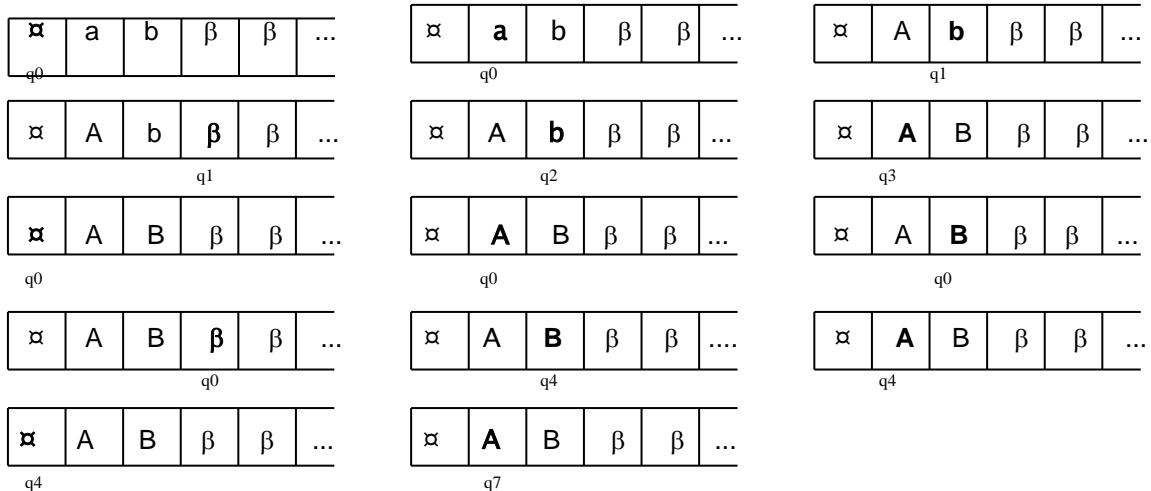 ¤ a b β β ... ¤ a b β β ... ¤ A b β β ...
q0 q0 q1
¤ A b β β ... ¤ A b β β ... ¤ A B β β ...
q1 q2 q3
¤ A B β β ... ¤ A B β β ... ¤ A B β β ...
q0 q0 q0
¤ A B β β ... ¤ A B β β .... ¤ A B β β ...
q0 q4 q4
¤ A B β β ... ¤ A B β β ...
q4 q7